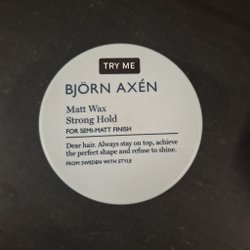 TRY ME
BJÖRN AXÉN
Matt Wax
Strong Hold
FOR SEMI-MATT FINISH
Dear hair. Always stay on top, achieve
the perfect shape and refuse to shine.
FROM SWEDEN WITH STYLE